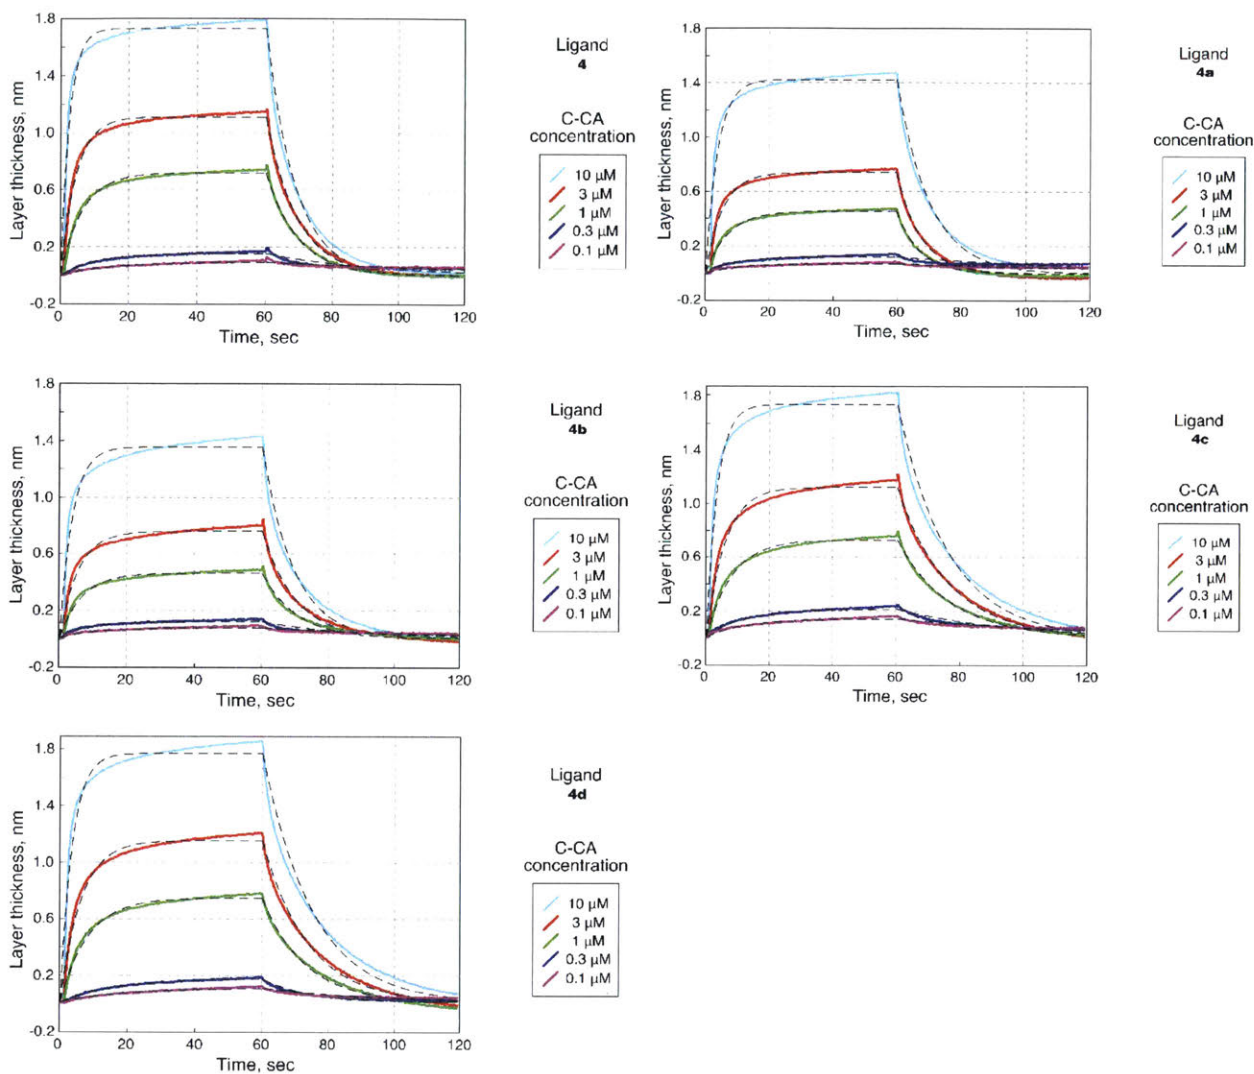 1.8
1.4
1.0
0.6
0.2
-0.2
Layer thickness, nm
0 20 40 60 80 100 120
Time, sec
Ligand
4
C-CA
concentration
10 µM
3 µM
1 µM
0.3 µM
0.1 µM
1.8
1.4
1.0
0.6
0.2
-0.2
Layer thickness, nm
0 20 40 60 80 100 120
Time, sec
Ligand
4a
C-CA
concentration
10 µM
3 µM
1 µM
0.3 µM
0.1 µM
1.8
1.4
1.0
0.6
0.2
-0.2
Layer thickness, nm
0 20 40 60 80 100 120
Time, sec
Ligand
4b
C-CA
concentration
10 µM
3 µM
1 µM
0.3 µM
0.1 µM
1.8
1.4
1.0
0.6
0.2
-0.2
Layer thickness, nm
0 20 40 60 80 100 120
Time, sec
Ligand
4c
C-CA
concentration
10 µM
3 µM
1 µM
0.3 µM
0.1 µM
1.8
1.4
1.0
0.6
0.2
-0.2
Layer thickness, nm
0 20 40 60 80 100 120
Time, sec
Ligand
4d
C-CA
concentration
10 µM
3 µM
1 µM
0.3 µM
0.1 µM